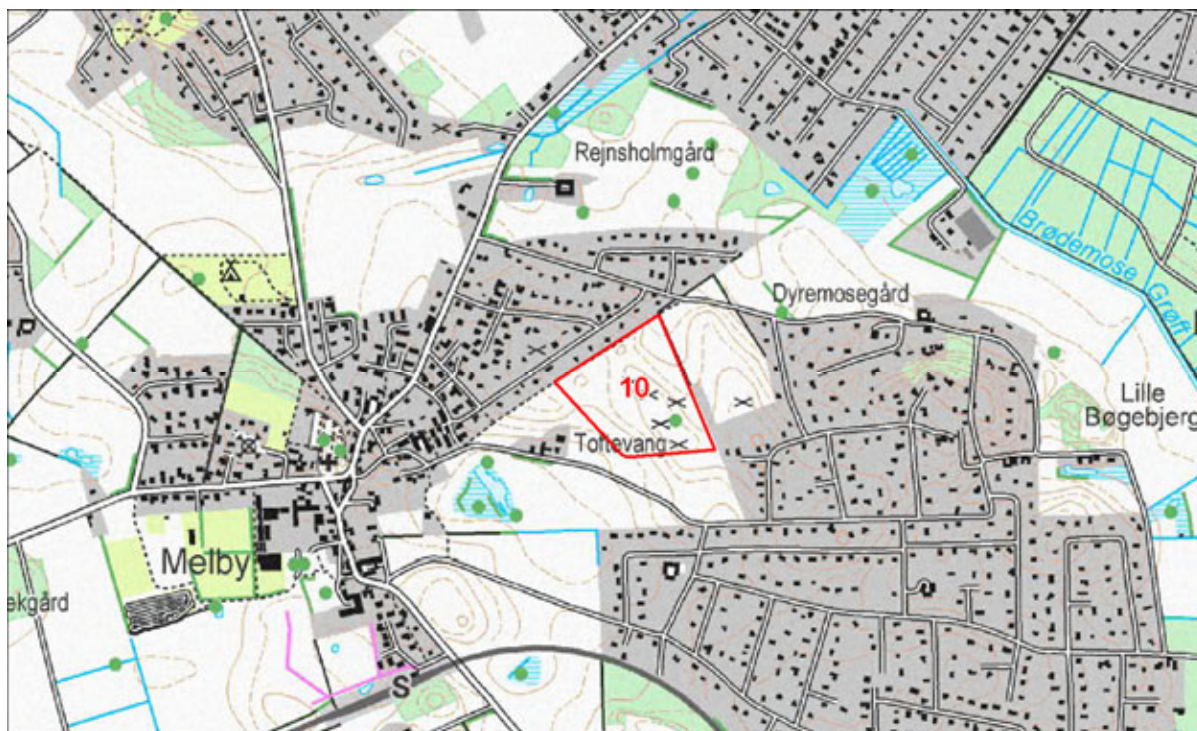 Rejnsholmgård
Brødemose Grøft
Dyremosegård
10
Lille
Bøgebjerg
Toftevang
Melby
ekgård
S